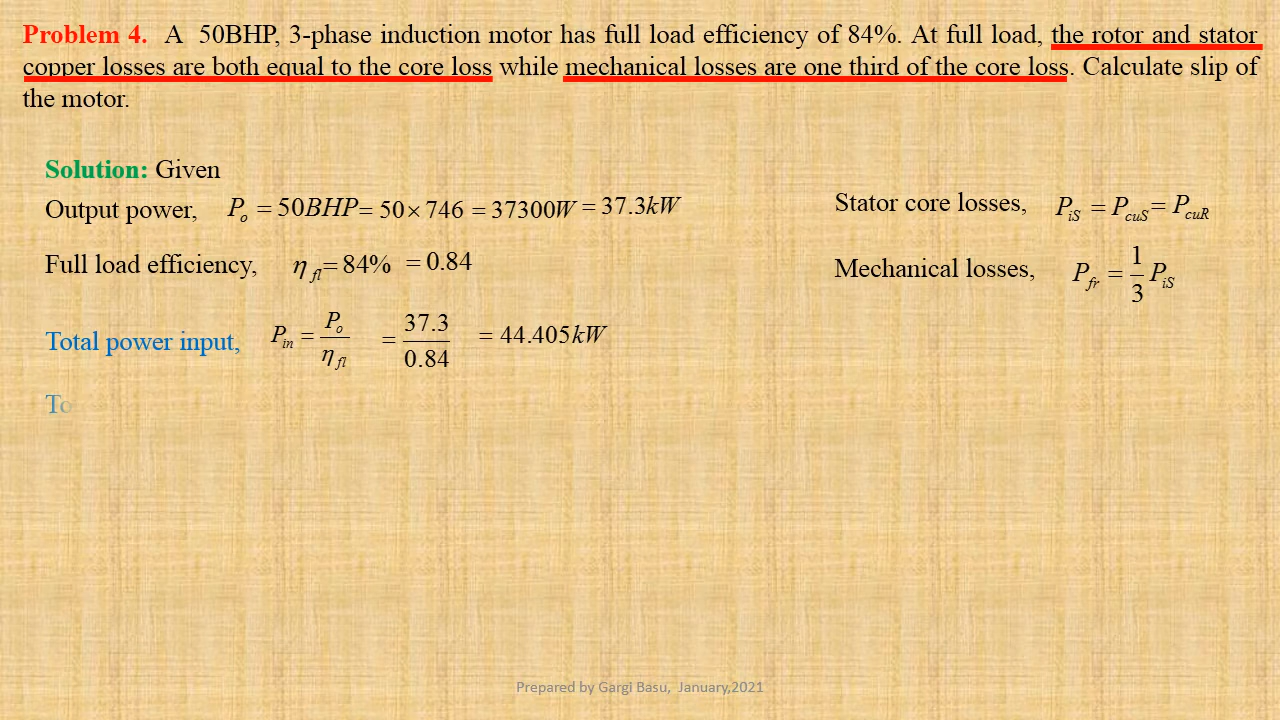 Problem 4. A 50BHP, 3-phase induction motor has full load efficiency of 84%. At full load, the rotor and stator
copper losses are both equal to the core loss while mechanical losses are one third of the core loss. Calculate slip of
the motor.
Solution: Given
Output power, P_o = 50BHP = 50 × 746 = 37300W = 37.3kW
Full load efficiency, η_fl = 84% = 0.84
Total power input, P_in = P_o / η_fl = 37.3 / 0.84 = 44.405kW
To
Stator core losses, P_iS = P_cuS = P_cuR
Mechanical losses, P_fr = 1/3 P_iS
Prepared by Gargi Basu, January,2021